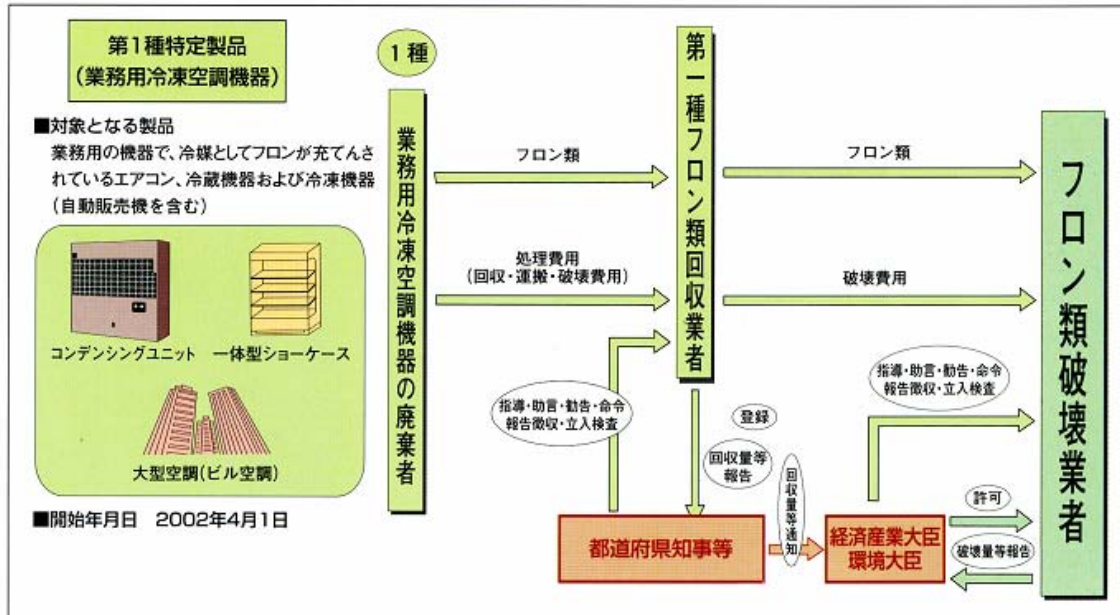 第1種特定製品
(業務用冷凍空調機器)
■対象となる製品
業務用の機器で、冷媒としてフロンが充てんさ
れているエアコン、冷蔵機器および冷凍機器
(自動販売機を含む)
コンデンシングユニット
一体型ショーケース
大型空調(ビル空調)
■開始年月日 2002年4月1日
1種
業務用冷凍空調機器の廃棄者
フロン類
処理費用
(回収・運搬・破壊費用)
第一種フロン類回収業者
フロン類
破壊費用
指導・助言・勧告・命令
報告徴収・立入検査
登録
回収量等
報告
回収量等通知
指導・助言・勧告・命令
報告徴収・立入検査
都道府県知事等
経済産業大臣
環境大臣
許可
破壊量等報告
フロン類破壊業者